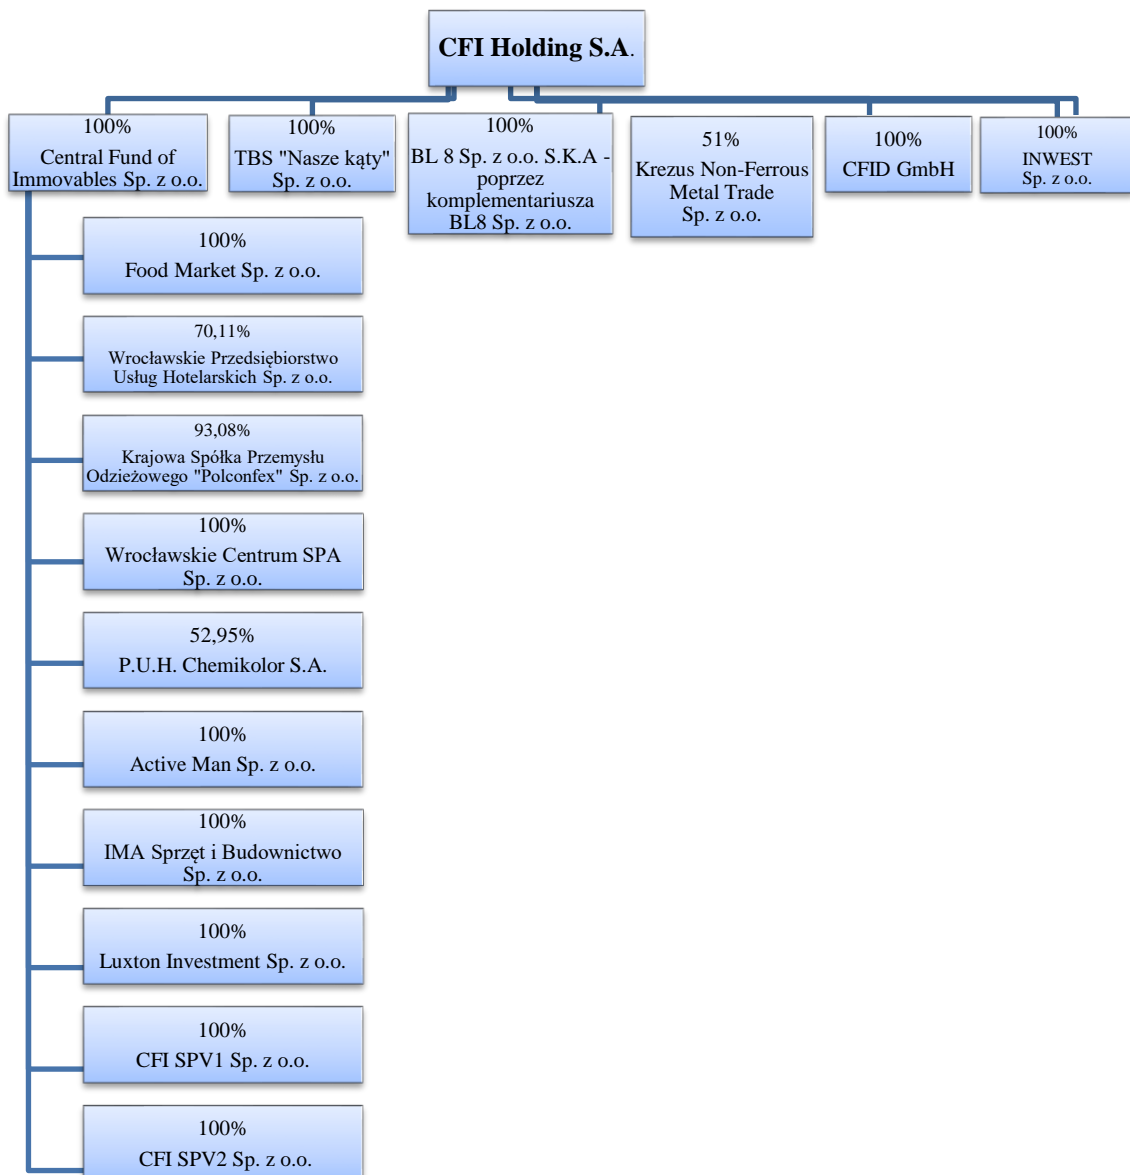 CFI Holding S.A.
100%
Central Fund of
Immovables Sp. z o.o.
100%
TBS "Nasze kąty"
Sp. z o.o.
100%
BL 8 Sp. z o.o. S.K.A -
poprzez
komplementariusza
BL8 Sp. z o.o.
51%
Krezus Non-Ferrous
Metal Trade
Sp. z o.o.
100%
CFID GmbH
100%
INWEST
Sp. z o.o.
100%
Food Market Sp. z o.o.
70,11%
Wrocławskie Przedsiębiorstwo
Usług Hotelarskich Sp. z o.o.
93,08%
Krajowa Spółka Przemysłu
Odzieżowego "Polconfex" Sp. z o.o.
100%
Wrocławskie Centrum SPA
Sp. z o.o.
52,95%
P.U.H. Chemikolor S.A.
100%
Active Man Sp. z o.o.
100%
IMA Sprzęt i Budownictwo
Sp. z o.o.
100%
Luxton Investment Sp. z o.o.
100%
CFI SPV1 Sp. z o.o.
100%
CFI SPV2 Sp. z o.o.